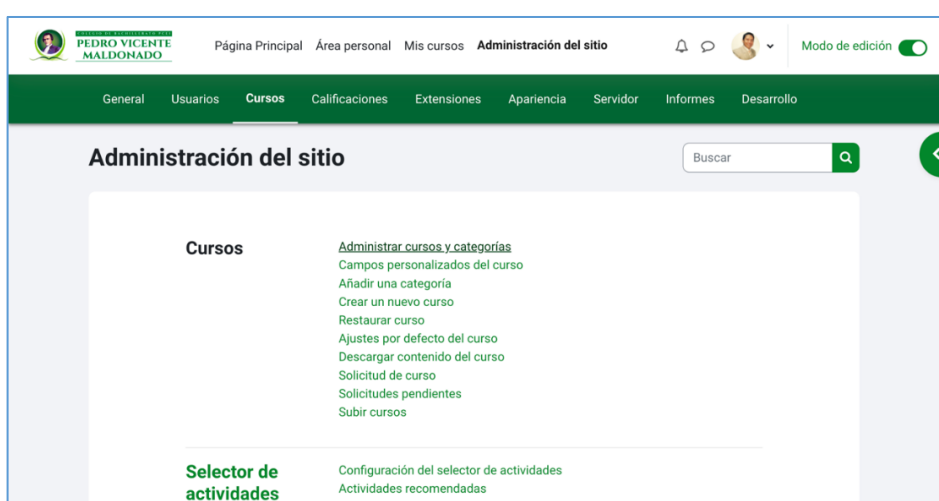 PEDRO VICENTE
MALDONADO
Página Principal Área personal Mis cursos Administración del sitio
Modo de edición
General Usuarios Cursos Calificaciones Extensiones Apariencia Servidor Informes Desarrollo
Administración del sitio
Buscar
Cursos
Administrar cursos y categorías
Campos personalizados del curso
Añadir una categoría
Crear un nuevo curso
Restaurar curso
Ajustes por defecto del curso
Descargar contenido del curso
Solicitud de curso
Solicitudes pendientes
Subir cursos
Selector de
actividades
Configuración del selector de actividades
Actividades recomendadas